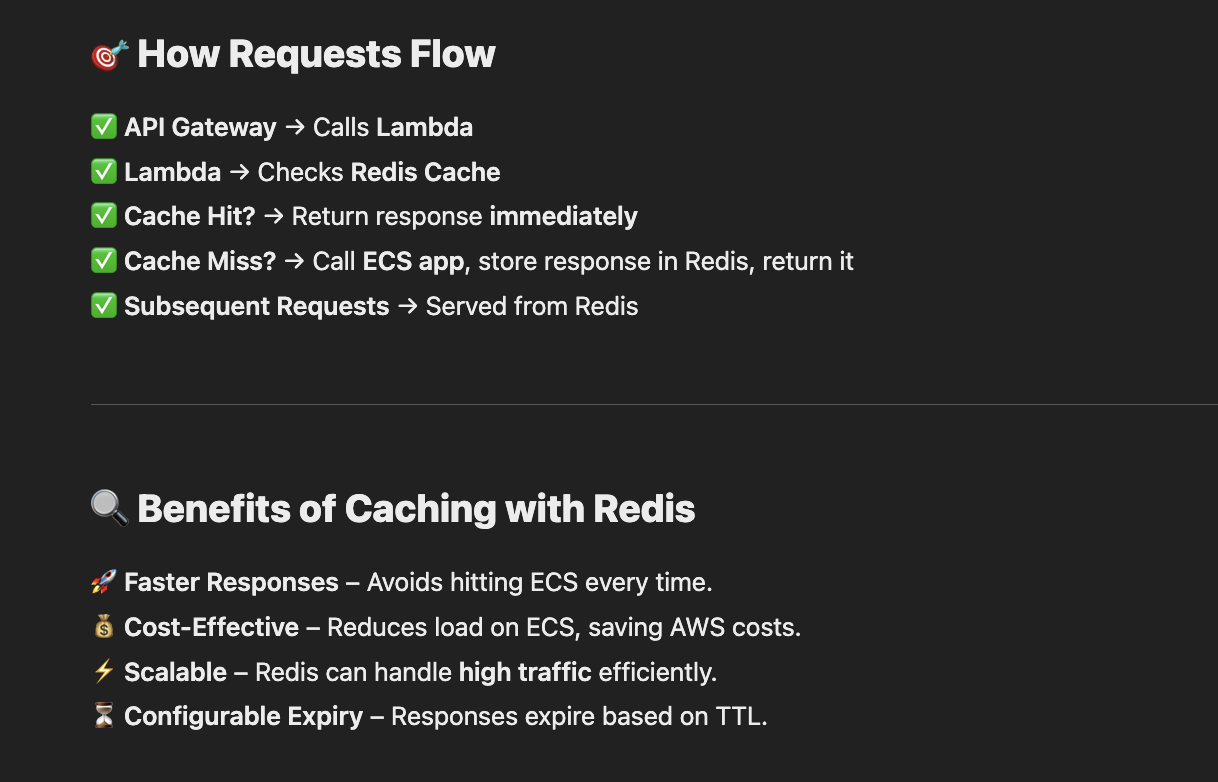 🎯 How Requests Flow
✅ API Gateway → Calls Lambda
✅ Lambda → Checks Redis Cache
✅ Cache Hit? → Return response immediately
✅ Cache Miss? → Call ECS app, store response in Redis, return it
✅ Subsequent Requests → Served from Redis
🔍 Benefits of Caching with Redis
🚀 Faster Responses – Avoids hitting ECS every time.
💰 Cost-Effective – Reduces load on ECS, saving AWS costs.
⚡ Scalable – Redis can handle high traffic efficiently.
⏳ Configurable Expiry – Responses expire based on TTL.